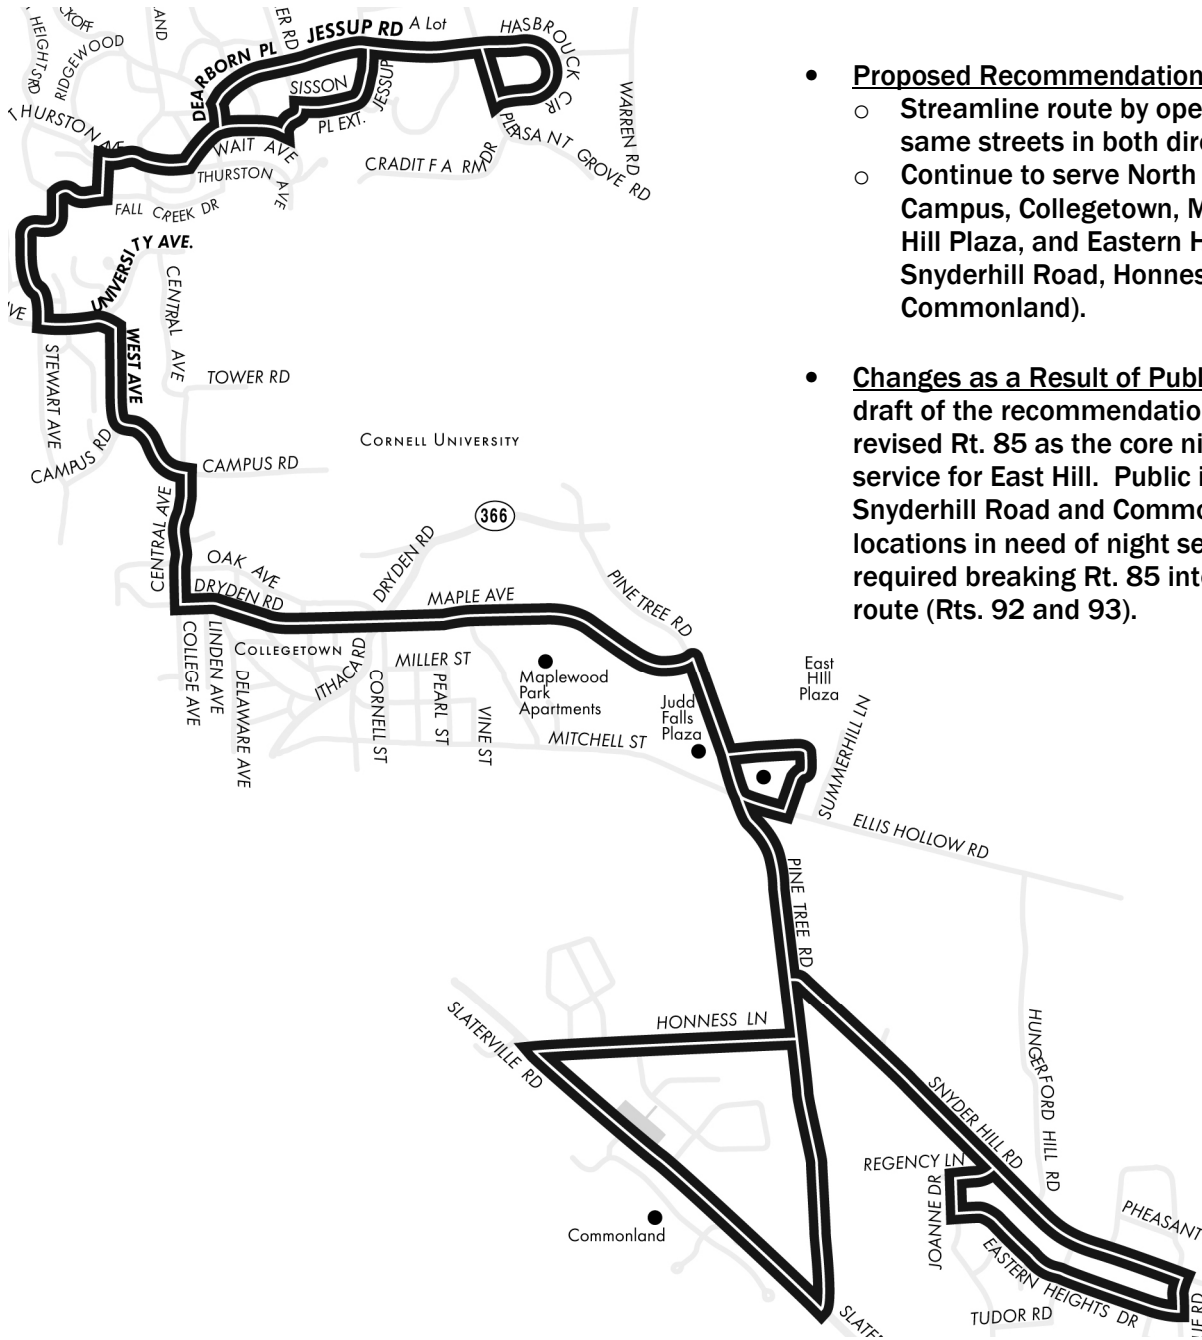 HEIGHTS RD
RIDGEWOOD
DEARBORN PL
JESSUP RD
A Lot
HASBROUCK CIR
WARREN RD
SISSON
JESSUP
PL EXT.
PLEASANT GROVE RD
CRADIT FARM DR
WAIT AVE
THURSTON AVE
FALL CREEK DR
UNIVERSITY AVE.
CENTRAL AVE
WEST AVE
STEWART AVE
TOWER RD
CAMPUS RD
CAMPUS RD
CORNELL UNIVERSITY
366
CENTRAL AVE
OAK AVE
DRYDEN RD
DRYDEN RD
MAPLE AVE
PINE TREE RD
COLLEGE AVE
LINDEN AVE
DELAWARE AVE
COLLEGETOWN
ITHACA RD
CORNELL ST
MILLER ST
PEARL ST
VINE ST
Maplewood
Park
Apartments
MITCHELL ST
Judd
Falls
Plaza
East
Hill
Plaza
SUMMERHILL LN
ELLIS HOLLOW RD
PINE TREE RD
HONNESS LN
SLATERVILLE RD
Commonland
SNYDER HILL RD
HUNGERFORD HILL RD
REGENCY LN
JOANNE DR
EASTERN HEIGHTS DR
TUDOR RD
PHEASANT
• Proposed Recommendation
o Streamline route by ope
same streets in both dire
o Continue to serve North
Campus, Collegetown, M
Hill Plaza, and Eastern H
Snyderhill Road, Honnes
Commonland).
• Changes as a Result of Publ
draft of the recommendatio
revised Rt. 85 as the core ni
service for East Hill. Public i
Snyderhill Road and Commo
locations in need of night se
required breaking Rt. 85 int
route (Rts. 92 and 93).